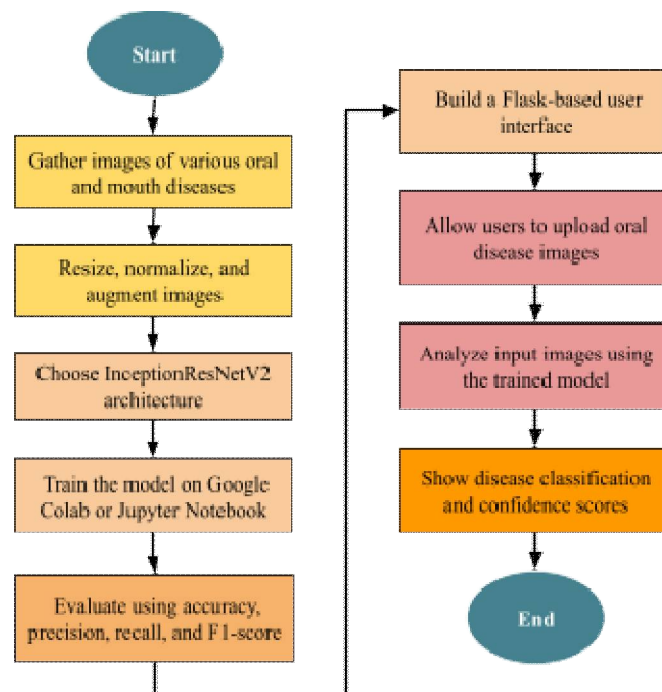 Start
Gather images of various oral
and mouth diseases
Resize, normalize, and
augment images
Choose InceptionResNetV2
architecture
Train the model on Google
Colab or Jupyter Notebook
Evaluate using accuracy,
precision, recall, and F1-score
Build a Flask-based user
interface
Allow users to upload oral
disease images
Analyze input images using
the trained model
Show disease classification
and confidence scores
End